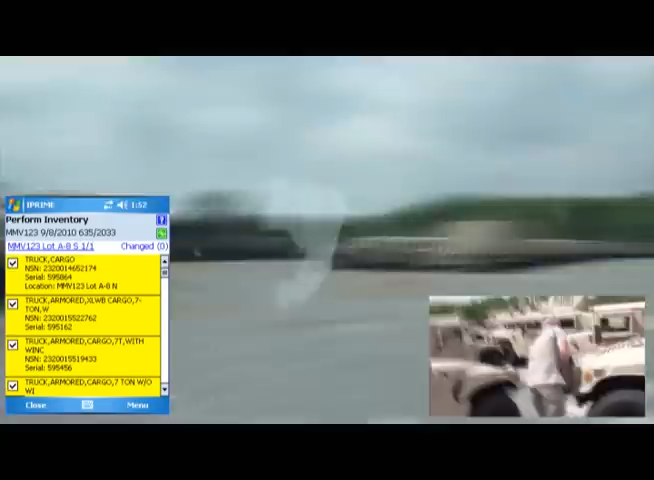 IPRIME 1:52
Perform Inventory
MMV123 9/8/2010 635/2033
MMV123 Lot A-8 S 1/1 Changed (0)
TRUCK,CARGO
NSN: 2320014652174
Serial: 595864
Location: MMV123 Lot A-8 N
TRUCK,ARMORED,XLWB CARGO,7-
TON,W
NSN: 2320015522762
Serial: 595162
TRUCK,ARMORED,CARGO,7T,WITH
WINC
NSN: 2320015519433
Serial: 595456
TRUCK,ARMORED,CARGO,7 TON W/O
WI
Close Menu